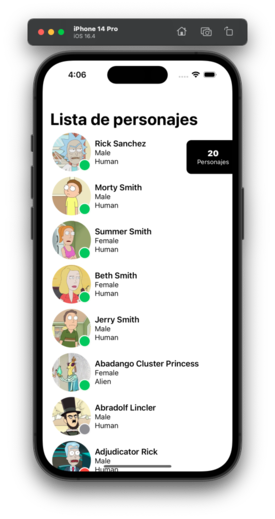 iPhone 14 Pro
iOS 16.4
4:06
Lista de personajes
Rick Sanchez
Male
Human
20
Personajes
Morty Smith
Male
Human
Summer Smith
Female
Human
Beth Smith
Female
Human
Jerry Smith
Male
Human
Abadango Cluster Princess
Female
Alien
Abradolf Lincler
Male
Human
Adjudicator Rick
Male
Human